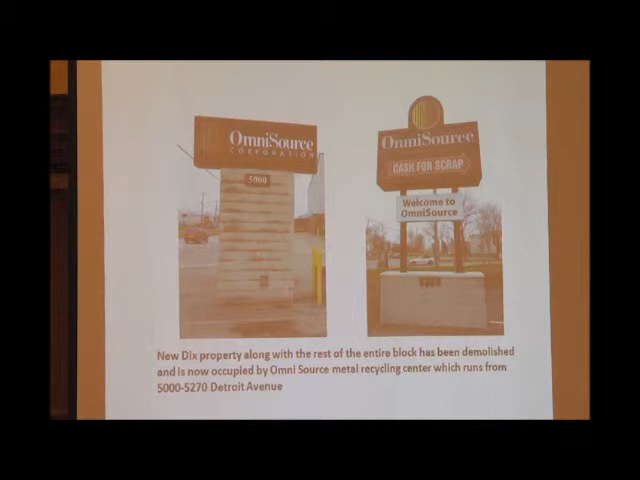 OmniSource
CORPORATION
5000
OmniSource
CASH FOR SCRAP
Welcome to
OmniSource
New Dix property along with the rest of the entire block has been demolished
and is now occupied by Omni Source metal recycling center which runs from
5000-5270 Detroit Avenue